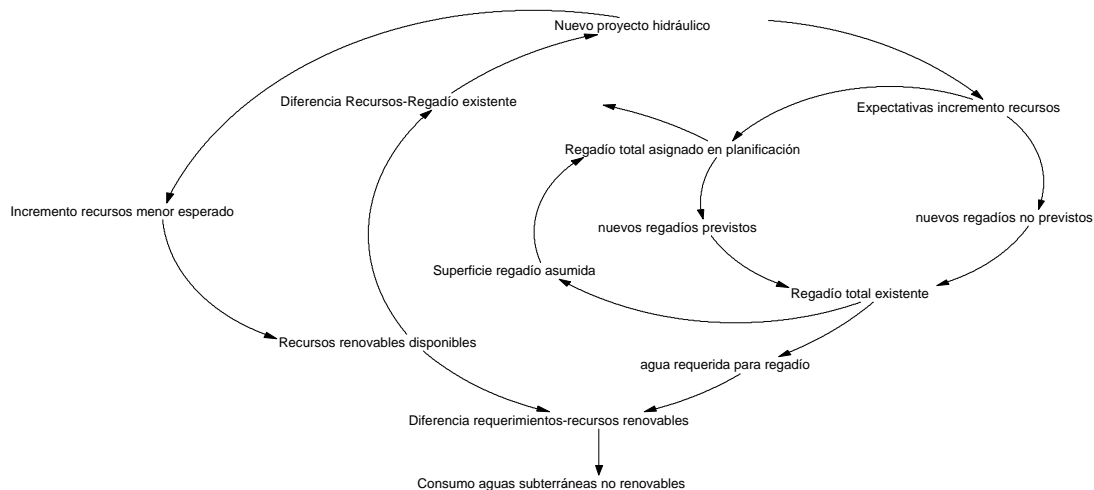 Nuevo proyecto hidráulico
Diferencia Recursos-Regadío existente
Expectativas incremento recursos
Regadío total asignado en planificación
Incremento recursos menor esperado
nuevos regadíos no previstos
nuevos regadíos previstos
Superficie regadío asumida
Regadío total existente
Recursos renovables disponibles
agua requerida para regadío
Diferencia requerimientos-recursos renovables
Consumo aguas subterráneas no renovables